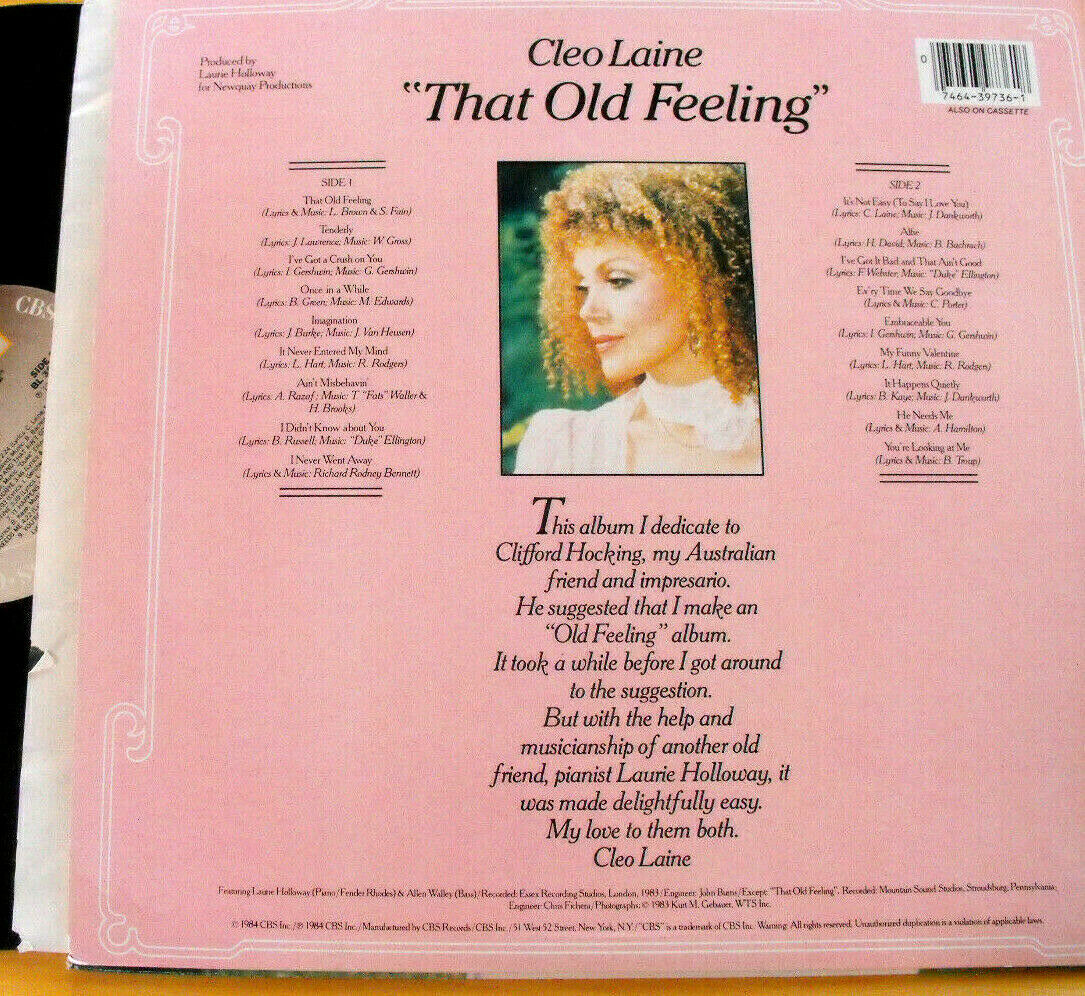 Produced by
Laurie Holloway
for Newquay Productions
Cleo Laine
“That Old Feeling”
0
7464-39736-1
ALSO ON CASSETTE
SIDE 1
That Old Feeling
(Lyrics & Music: L. Brown & S. Fain)
Tenderly
(Lyrics: J. Lawrence; Music: W. Gross)
I've Got a Crush on You
(Lyrics: I. Gershwin; Music: G. Gershwin)
Once in a While
(Lyrics: B. Green; Music: M. Edwards)
Imagination
(Lyrics: J. Burke; Music: J. Van Heusen)
It Never Entered My Mind
(Lyrics: L. Hart, Music: R. Rodgers)
Ain't Misbehavin'
(Lyrics: A. Razaf; Music: T. “Fats” Waller &
H. Brooks)
I Didn't Know about You
(Lyrics: B. Russell; Music: “Duke” Ellington)
I Never Went Away
(Lyrics & Music: Richard Rodney Bennett)
SIDE 2
It's Not Easy (To Say I Love You)
(Lyrics: C. Laine; Music: J. Dankworth)
Alfie
(Lyrics: H. David; Music: B. Bachrach)
I've Got It Bad and That Ain't Good
(Lyrics: F. Webster; Music: “Duke” Ellington)
Ev'ry Time We Say Goodbye
(Lyrics & Music: C. Porter)
Embraceable You
(Lyrics: I. Gershwin; Music: G. Gershwin)
My Funny Valentine
(Lyrics: L. Hart; Music: R. Rodgers)
It Happens Quietly
(Lyrics: B. Kaye; Music: J. Dankworth)
He Needs Me
(Lyrics & Music: A. Hamilton)
You're Looking at Me
(Lyrics & Music: B. Troup)
This album I dedicate to
Clifford Hocking, my Australian
friend and impresario.
He suggested that I make an
“Old Feeling” album.
It took a while before I got around
to the suggestion.
But with the help and
musicianship of another old
friend, pianist Laurie Holloway, it
was made delightfully easy.
My love to them both.
Cleo Laine
Featuring Laurie Holloway (Piano/Fender Rhodes) & Allen Walley (Bass)/Recorded: Essex Recording Studios, London, 1983/Engineer: John Burns/Except: “That Old Feeling”, Recorded: Mountain Sound Studios, Stroudsburg, Pennsylvania,
Engineer: Chris Fichera/Photographs: © 1983 Kurt M. Gebauer, WTS Inc.
© 1984 CBS Inc./℗ 1984 CBS Inc./Manufactured by CBS Records/CBS Inc./51 West 52 Street, New York, N.Y./“CBS” is a trademark of CBS Inc. Warning: All rights reserved. Unauthorized duplication is a violation of applicable laws.
CBS
SIDE
BL